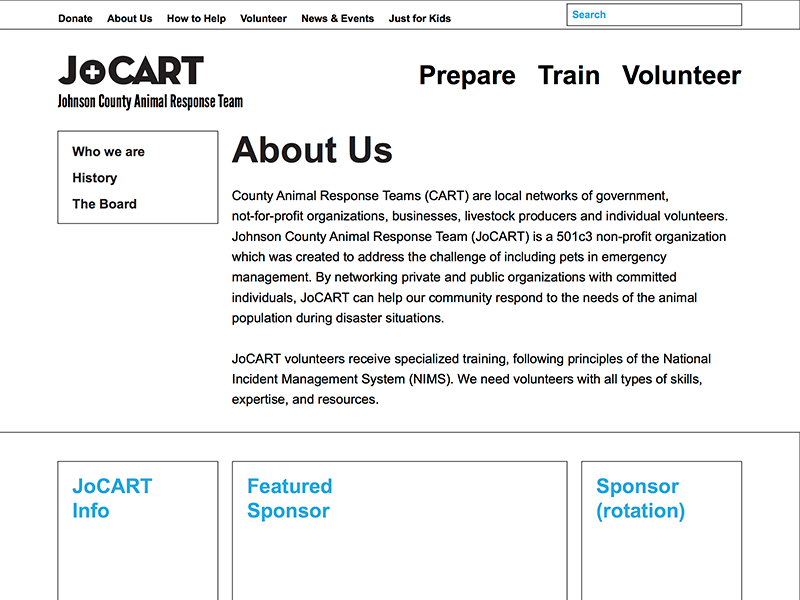 Donate About Us How to Help Volunteer News & Events Just for Kids Search
JoCART
Johnson County Animal Response Team
Prepare Train Volunteer
Who we are
History
The Board
About Us
County Animal Response Teams (CART) are local networks of government,
not-for-profit organizations, businesses, livestock producers and individual volunteers.
Johnson County Animal Response Team (JoCART) is a 501c3 non-profit organization
which was created to address the challenge of including pets in emergency
management. By networking private and public organizations with committed
individuals, JoCART can help our community respond to the needs of the animal
population during disaster situations.
JoCART volunteers receive specialized training, following principles of the National
Incident Management System (NIMS). We need volunteers with all types of skills,
expertise, and resources.
JoCART
Info
Featured
Sponsor
Sponsor
(rotation)